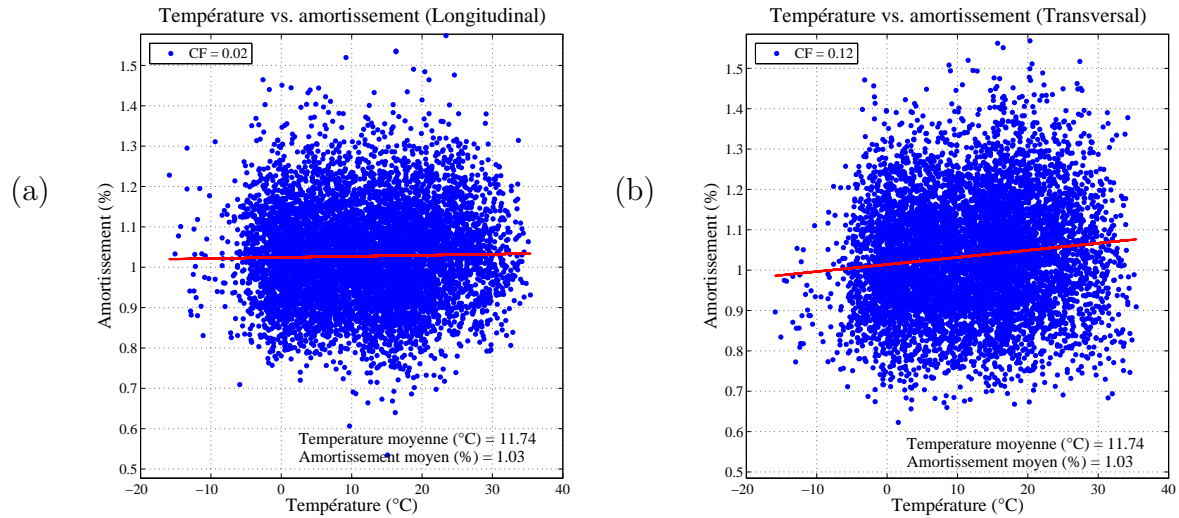 Température vs. amortissement (Longitudinal)
CF = 0.02
1.5
1.4
1.3
1.2
1.1
1
0.9
0.8
0.7
0.6
0.5
Amortissement (%)
(a)
Temperature moyenne (°C) = 11.74
Amortissement moyen (%) = 1.03
−20 −10 0 10 20 30 40
Température (°C)
Température vs. amortissement (Transversal)
CF = 0.12
1.5
1.4
1.3
1.2
1.1
1
0.9
0.8
0.7
0.6
0.5
Amortissement (%)
(b)
Temperature moyenne (°C) = 11.74
Amortissement moyen (%) = 1.03
−20 −10 0 10 20 30 40
Température (°C)